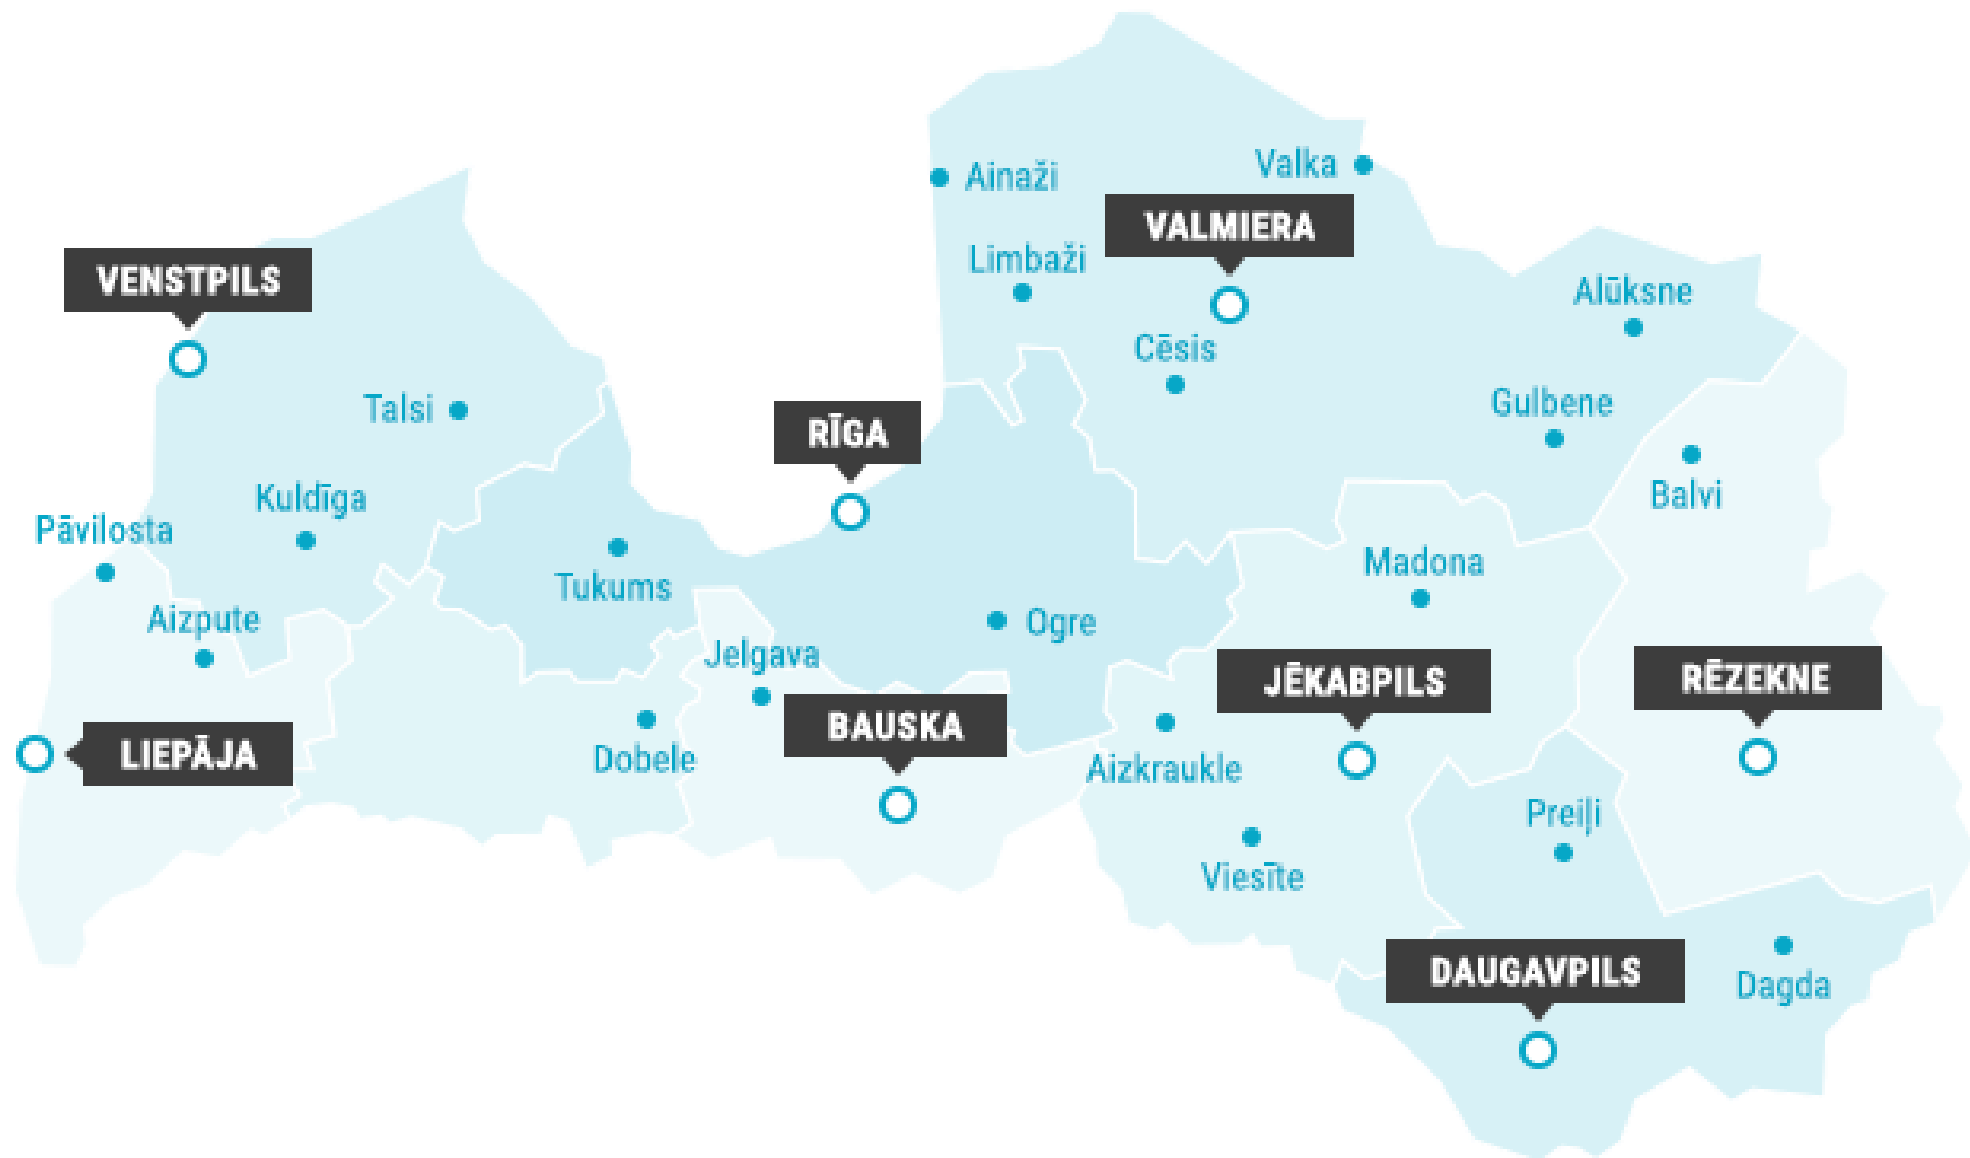 Ainaži
Valka
VALMIERA
Limbaži
VENSTPILS
Alūksne
Cēsis
Talsi
Gulbene
RĪGA
Kuldīga
Balvi
Pāvilosta
Madona
Tukums
Aizpute
Ogre
Jelgava
JĒKABPILS
RĒZEKNE
BAUSKA
LIEPĀJA
Dobele
Aizkraukle
Preiļi
Viesīte
DAUGAVPILS
Dagda